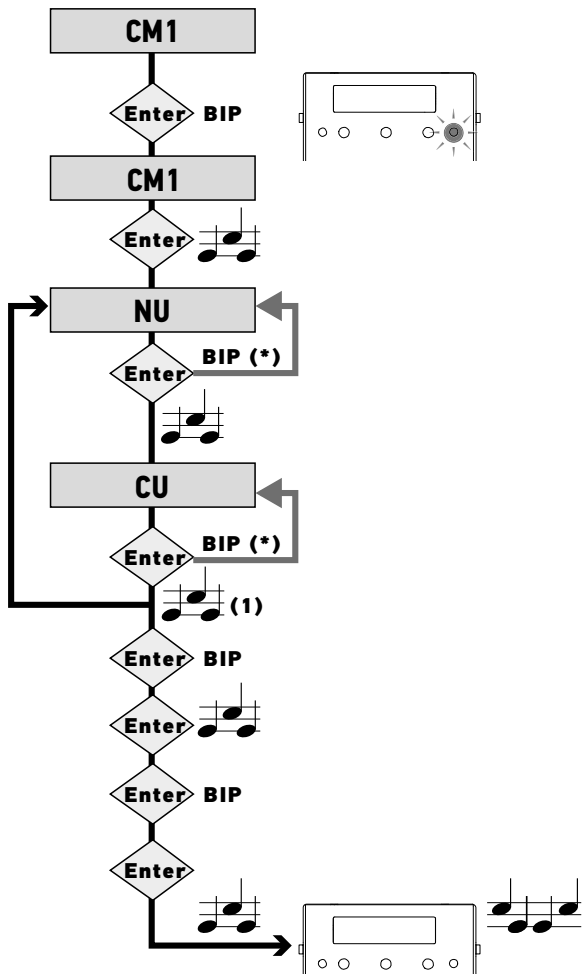 CM1
Enter BIP
CM1
Enter
NU
BIP (*)
Enter
CU
BIP (*)
Enter
(1)
Enter BIP
Enter
Enter BIP
Enter